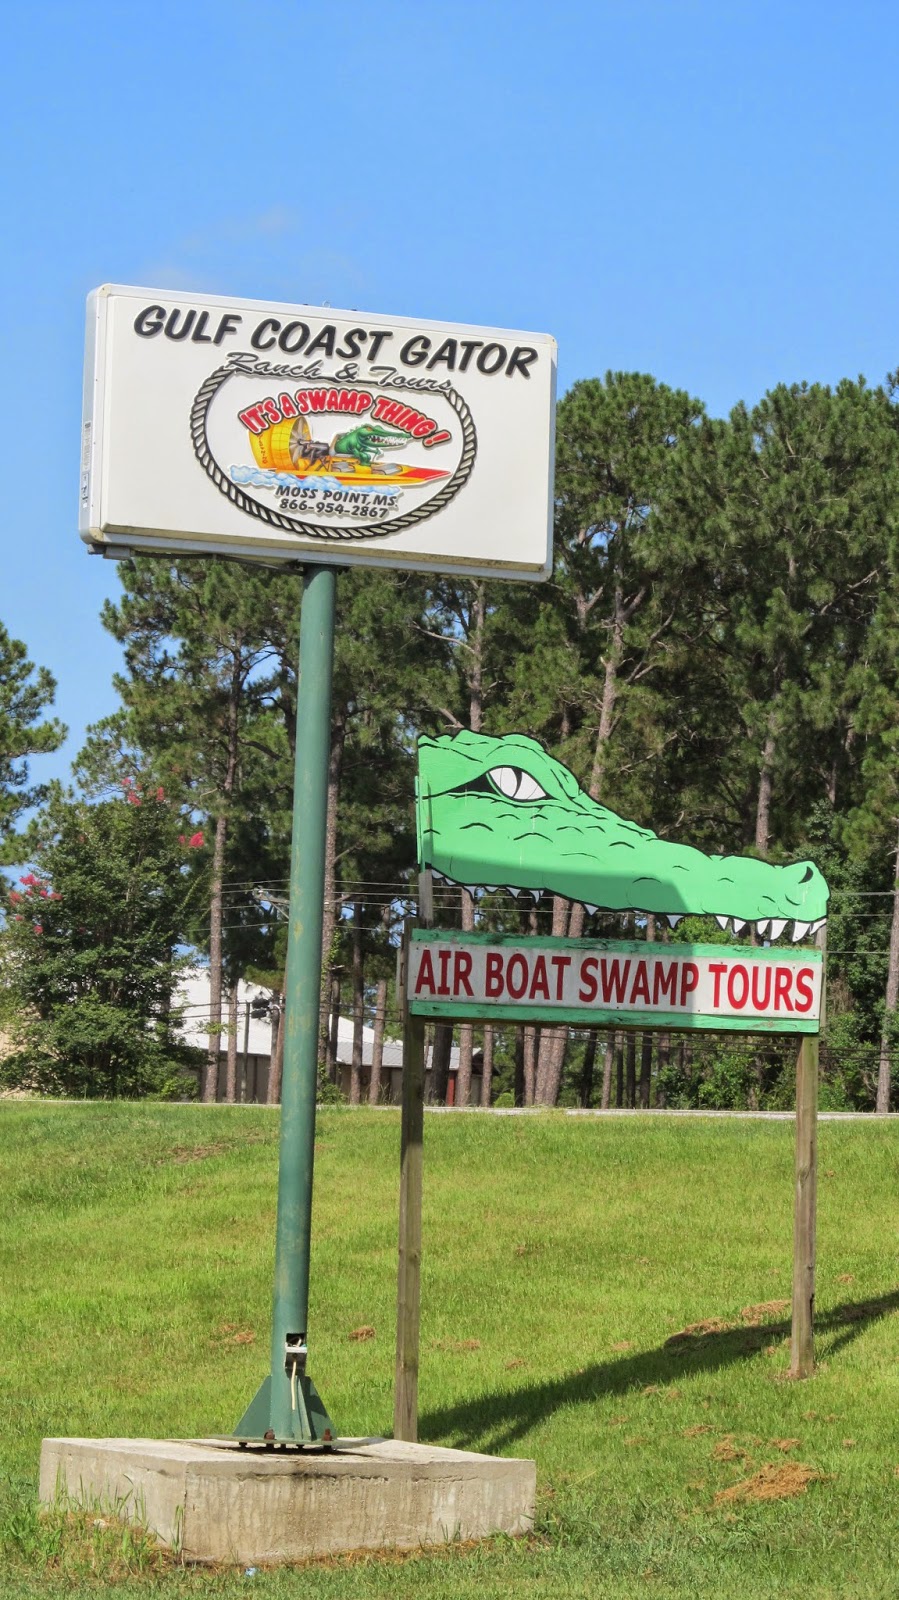 GULF COAST GATOR
Ranch & Tours
IT'S A SWAMP THING!
MOSS POINT, MS
866-954-2867
AIR BOAT SWAMP TOURS